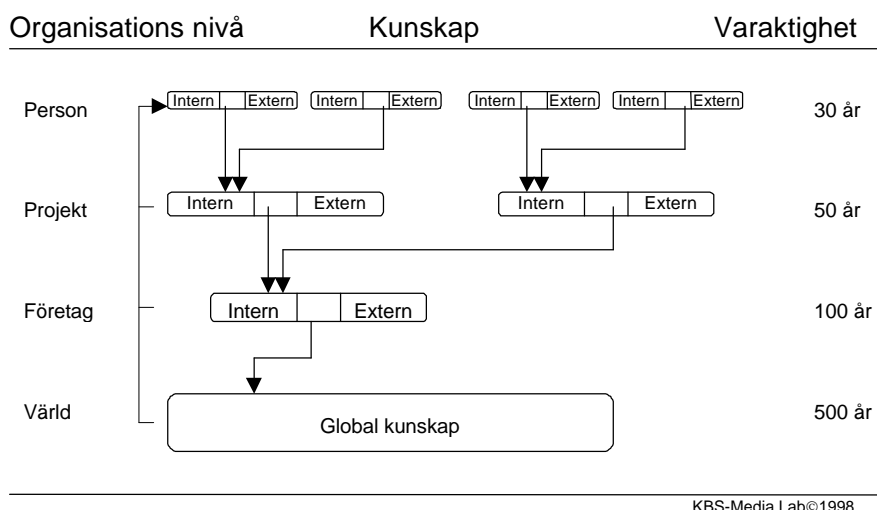 Organisations nivå Kunskap Varaktighet
Person Intern Extern Intern Extern Intern Extern Intern Extern 30 år
Projekt Intern Extern Intern Extern 50 år
Företag Intern Extern 100 år
Värld Global kunskap 500 år
KBS-Media Lab©1998